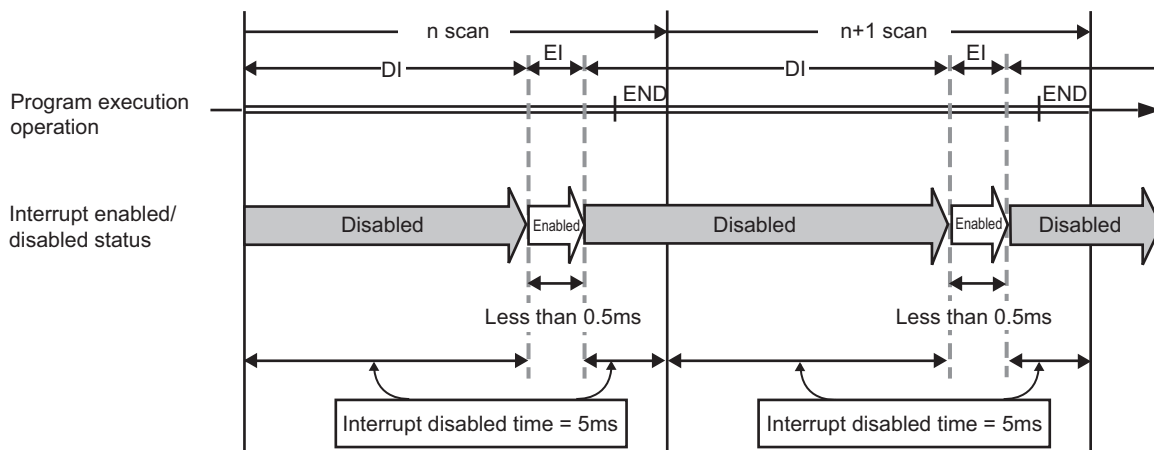 n scan
n+1 scan
DI
EI
DI
EI
Program execution
operation
END
END
Interrupt enabled/
disabled status
Disabled
Enabled
Disabled
Enabled
Disabled
Less than 0.5ms
Less than 0.5ms
Interrupt disabled time = 5ms
Interrupt disabled time = 5ms